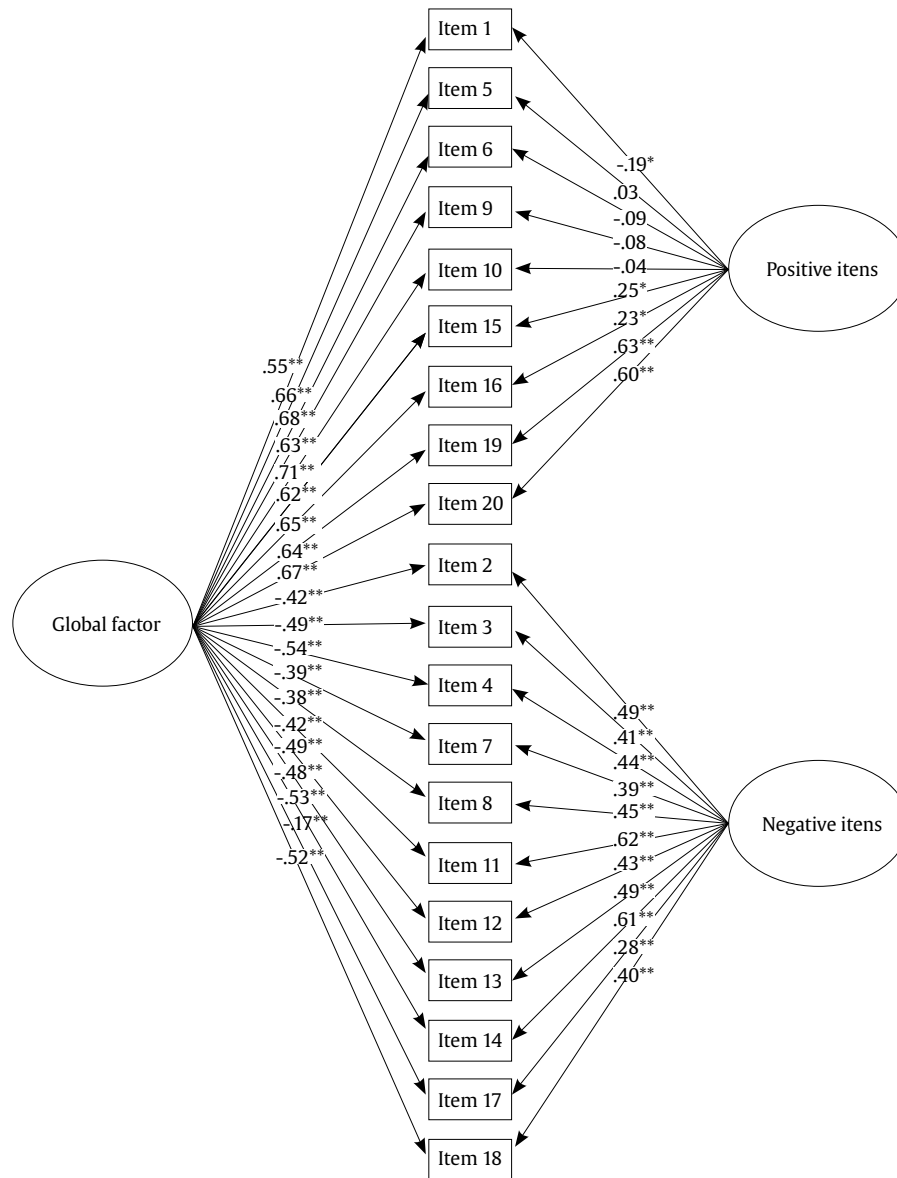 Item 1
Item 5
Item 6
Item 9
Item 10
Item 15
Item 16
Item 19
Item 20
Item 2
Item 3
Item 4
Item 7
Item 8
Item 11
Item 12
Item 13
Item 14
Item 17
Item 18
Global factor
.55**
.66**
.68**
.63**
.71**
.62**
.65**
.64**
.67**
-.42**
-.49**
-.54**
-.39**
-.38**
-.42**
-.49**
-.48**
-.53**
-.17**
-.52**
-.19*
.03
-.09
-.08
-.04
.25*
.23*
.63**
.60**
Positive itens
.49**
.41**
.44**
.39**
.45**
.62**
.43**
.49**
.61**
.28**
.40**
Negative itens